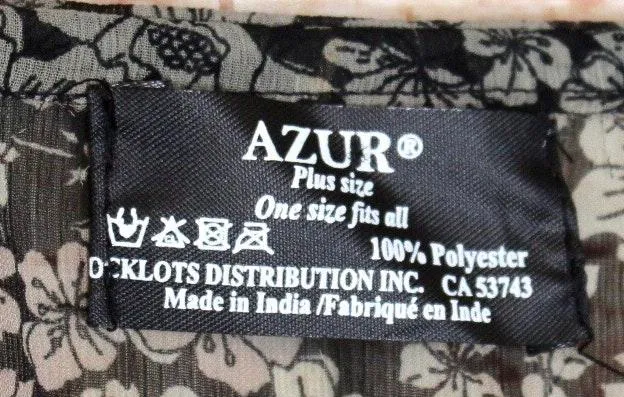 AZUR®
Plus size
One size fits all
100% Polyester
DISTRIBUTION INC. CA 53743
Made in India /Fabriqué en Inde